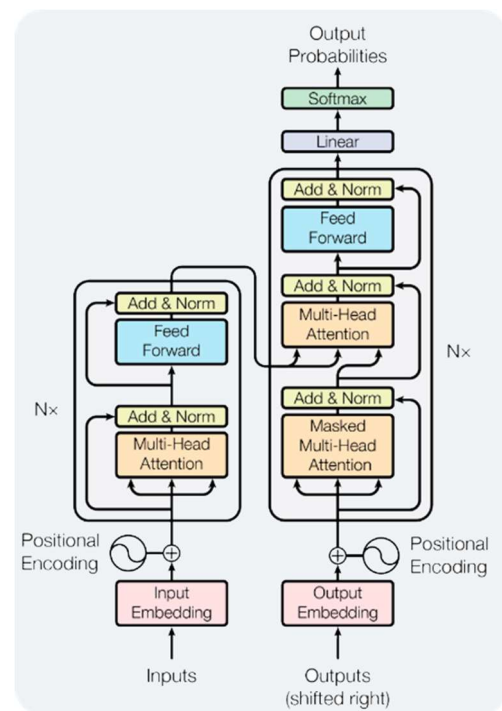 Output
Probabilities
Softmax
Linear
Add & Norm
Feed
Forward
Add & Norm
Multi-Head
Attention
Add & Norm
Masked
Multi-Head
Attention
N×
Positional
Encoding
Output
Embedding
Outputs
(shifted right)
Add & Norm
Feed
Forward
Add & Norm
Multi-Head
Attention
N×
Positional
Encoding
Input
Embedding
Inputs